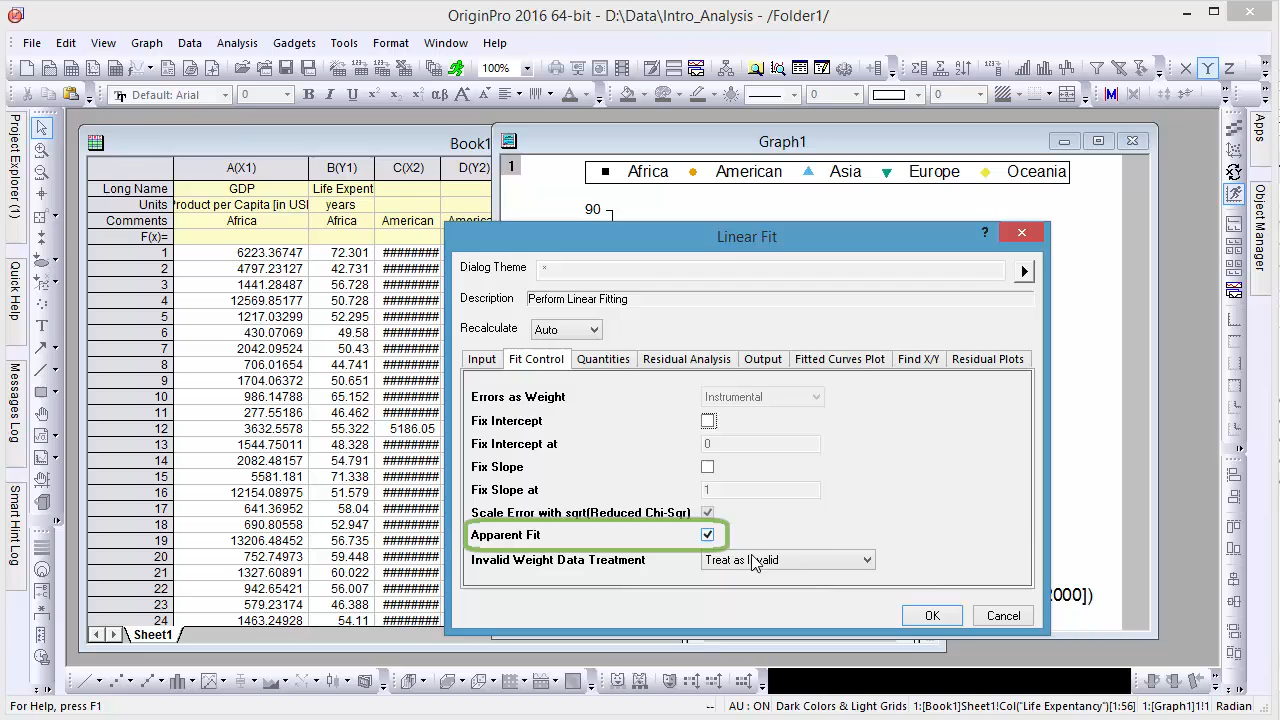 OriginPro 2016 64-bit - D:\Data\Intro_Analysis - /Folder1/
File Edit View Graph Data Analysis Gadgets Tools Format Window Help
100%
Default: Arial 0 B I U 0 0
Project Explorer (1)
Quick Help
Messages Log
Smart Hint Log
Apps
Object Manager
Book1
A(X1) B(Y1) C(X2) D(Y2)
Long Name GDP Life Expent
Units Product per Capita [in US years
Comments Africa Africa American
F(x)=
1 6223.36747 72.301 ########
2 4797.23127 42.731 ########
3 1441.28487 56.728 ########
4 12569.85177 50.728 ########
5 1217.03299 52.295 ########
6 430.07069 49.58 ########
7 2042.09524 50.43 ########
8 706.01654 44.741 ########
9 1704.06372 50.651 ########
10 986.14788 65.152 ########
11 277.55186 46.462 ########
12 3632.5578 55.322 5186.05
13 1544.75011 48.328 ########
14 2082.48157 54.791 ########
15 5581.181 71.338 ########
16 12154.08975 51.579 ########
17 641.36952 58.04 ########
18 690.80558 52.947 ########
19 13206.48452 56.735 ########
20 752.74973 59.448 ########
21 1327.60891 60.022 ########
22 942.65406 56.007 ########
23 579.23174 46.388 ########
24 1463.24928 54.11 ########
Sheet1
Graph1
1
Africa American Asia Europe Oceania
90
2000])
Linear Fit
?
Dialog Theme *
Description Perform Linear Fitting
Recalculate Auto
Input Fit Control Quantities Residual Analysis Output Fitted Curves Plot Find X/Y Residual Plots
Errors as Weight Instrumental
Fix Intercept
Fix Intercept at 0
Fix Slope
Fix Slope at 1
Scale Error with sqrt(Reduced Chi-Sqr)
Apparent Fit
Invalid Weight Data Treatment Treat as Invalid
OK Cancel
For Help, press F1
-- AU : ON Dark Colors & Light Grids 1:[Book1]Sheet1!Col("Life Expentancy")[1:56] 1:[Graph1]1!1 Radian